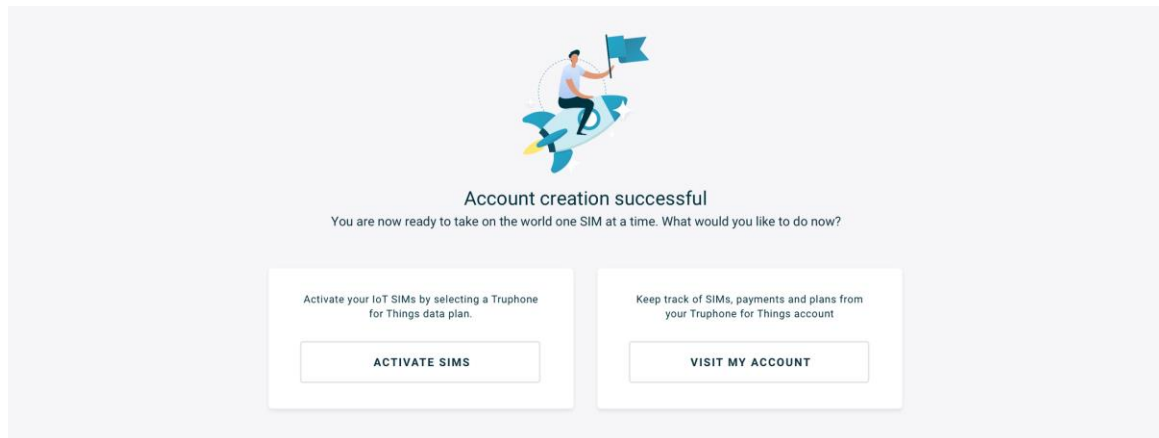 Account creation successful
You are now ready to take on the world one SIM at a time. What would you like to do now?
Activate your IoT SIMs by selecting a Truphone
for Things data plan.
ACTIVATE SIMS
Keep track of SIMs, payments and plans from
your Truphone for Things account
VISIT MY ACCOUNT